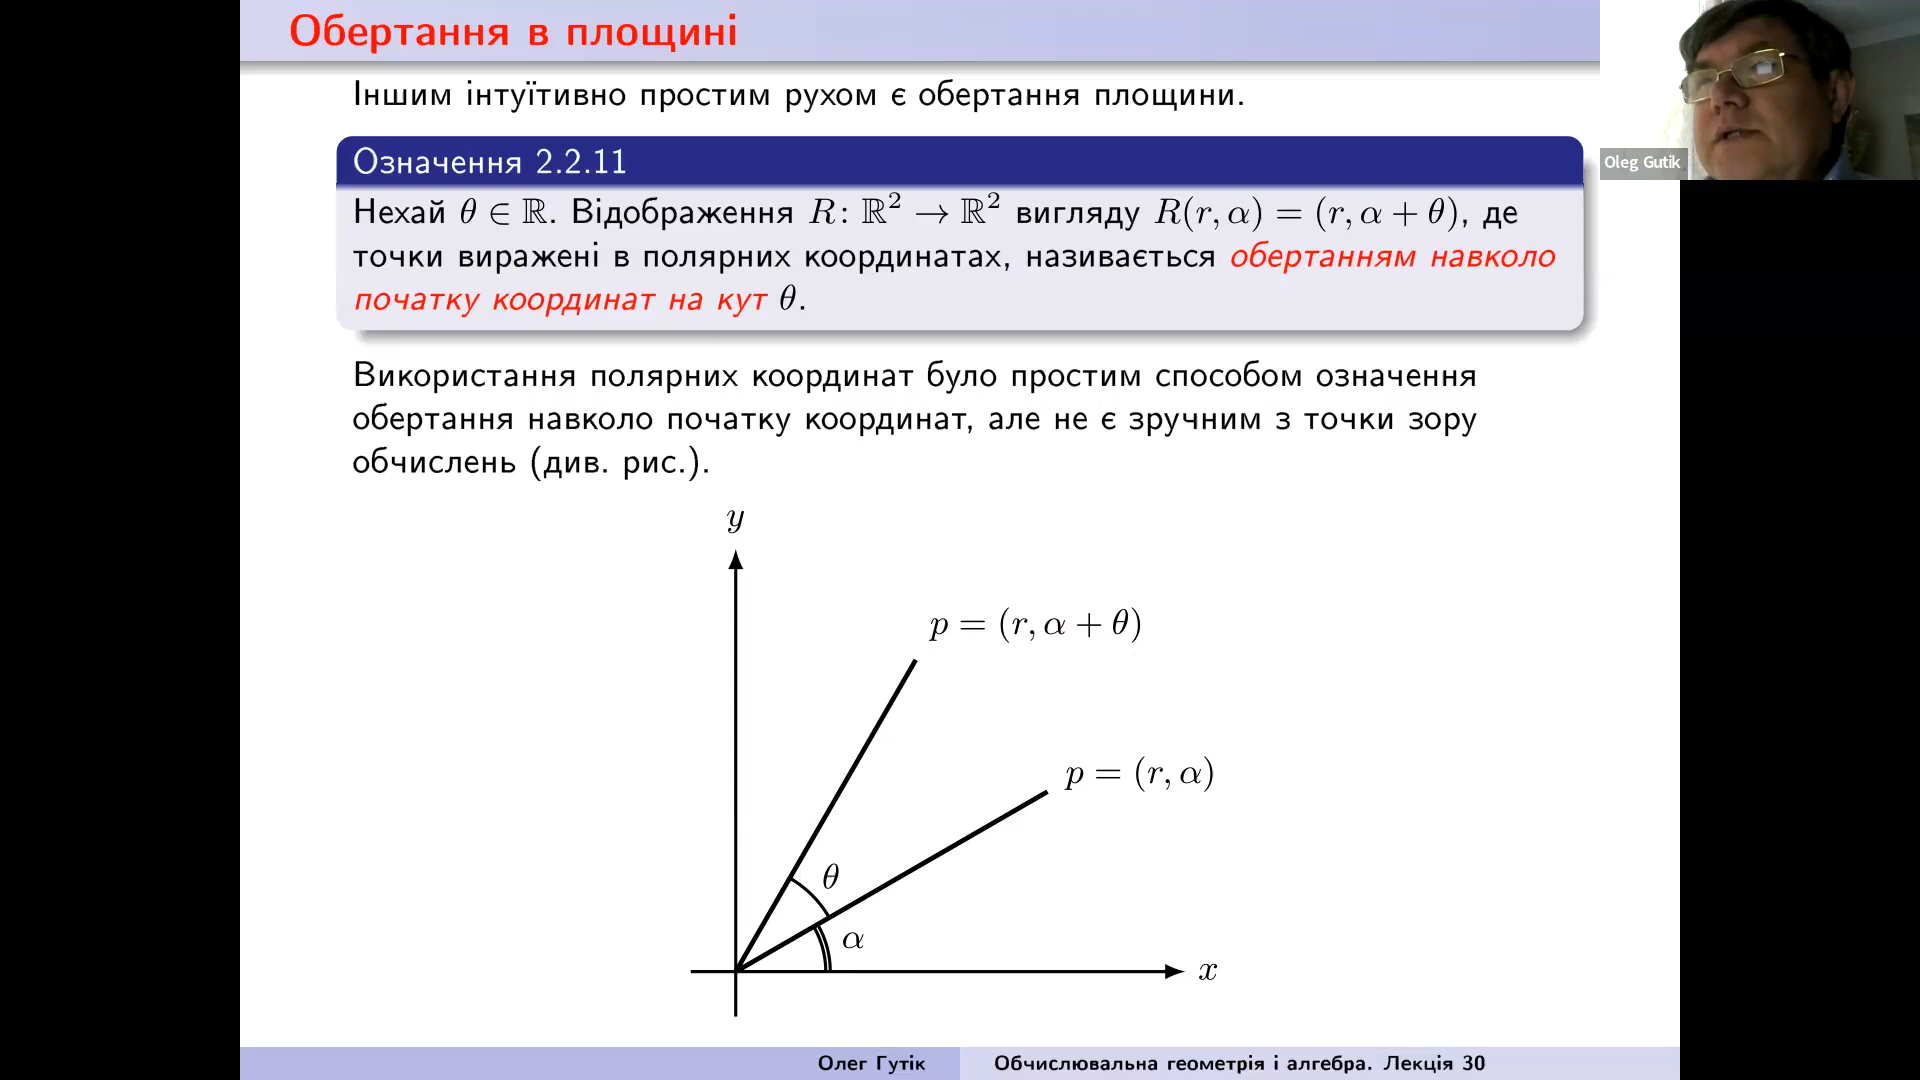 Обертання в площині
Іншим інтуїтивно простим рухом є обертання площини.
Oleg Gutik
Означення 2.2.11
Нехай θ ∈ ℝ. Відображення R: ℝ² → ℝ² вигляду R(r, α) = (r, α + θ), де
точки виражені в полярних координатах, називається обертанням навколо
початку координат на кут θ.
Використання полярних координат було простим способом означення
обертання навколо початку координат, але не є зручним з точки зору
обчислень (див. рис.).
y
p = (r, α + θ)
p = (r, α)
θ
α
x
Олег Гутік
Обчислювальна геометрія і алгебра. Лекція 30